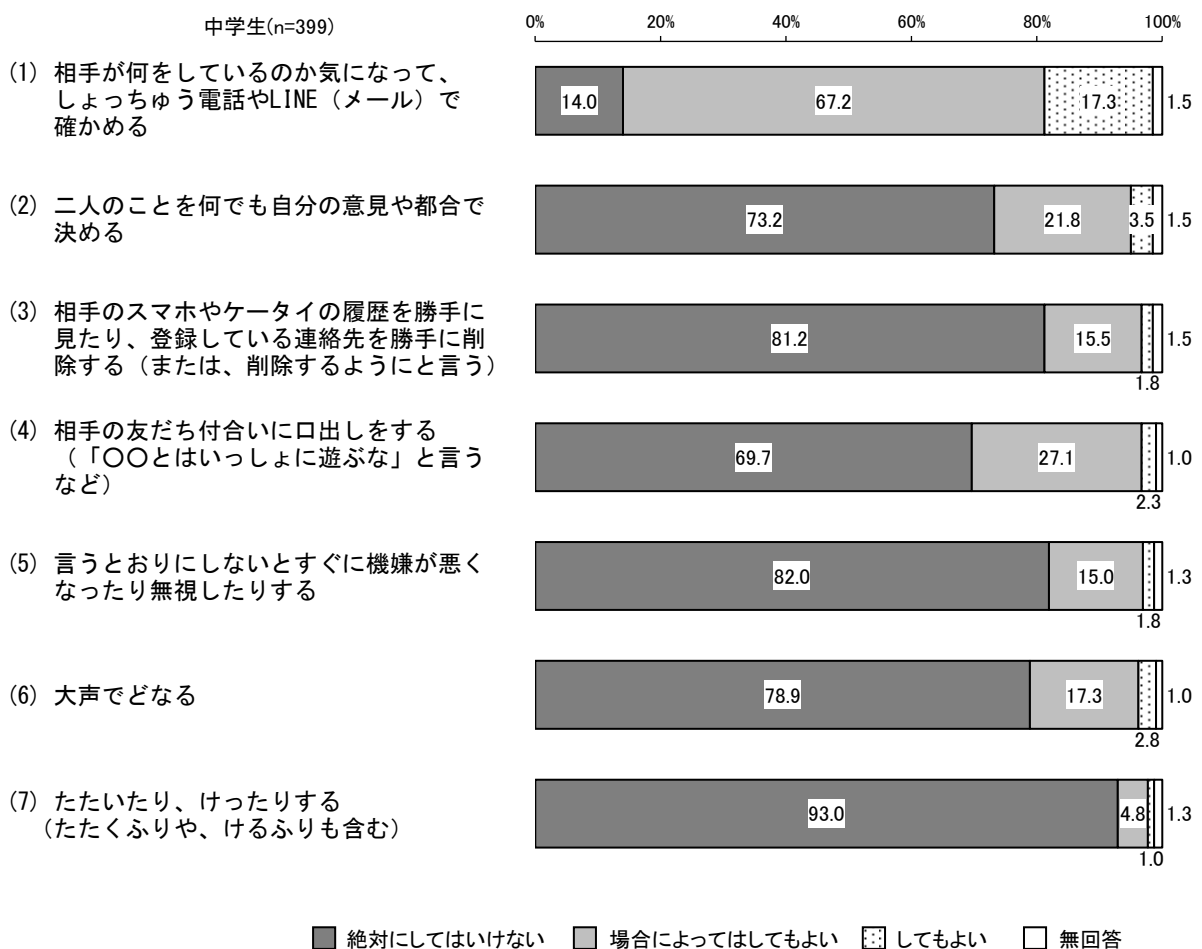 中学生(n=399)
0% 20% 40% 60% 80% 100%
(1) 相手が何をしているのか気になって、
しょっちゅう電話やLINE（メール）で
確かめる
14.0 67.2 17.3 1.5
(2) 二人のことを何でも自分の意見や都合で
決める
73.2 21.8 3.5 1.5
(3) 相手のスマホやケータイの履歴を勝手に
見たり、登録している連絡先を勝手に削
除する（または、削除するようにと言う）
81.2 15.5 1.5
1.8
(4) 相手の友だち付合いに口出しをする
（「〇〇とはいっしょに遊ぶな」と言う
など）
69.7 27.1 1.0
2.3
(5) 言うとおりにしないとすぐに機嫌が悪く
なったり無視したりする
82.0 15.0 1.3
1.8
(6) 大声でどなる
78.9 17.3 1.0
2.8
(7) たたいたり、けったりする
（たたくふりや、けるふりも含む）
93.0 4.8 1.3
1.0
絶対にしてはいけない 場合によってはしてもよい してもよい 無回答